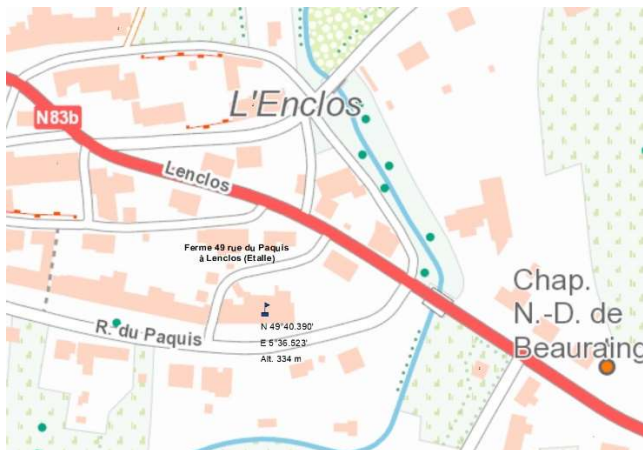 L'Enclos
N83b
Lenclos
Ferme 49 rue du Paquis
à Lenclos (Etalle)
Chap.
N.-D. de
Beauraing
R. du Paquis
N 49°40.390'
E 5°36.523'
Alt. 334 m